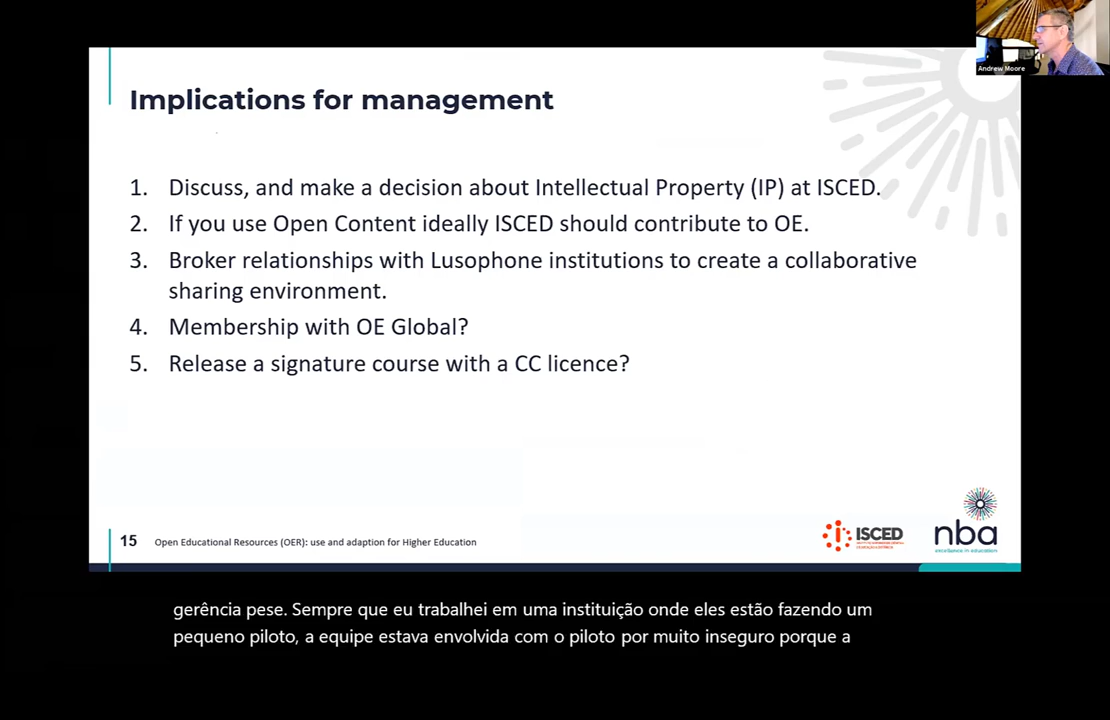 Andrew Moore
Implications for management
1. Discuss, and make a decision about Intellectual Property (IP) at ISCED.
2. If you use Open Content ideally ISCED should contribute to OE.
3. Broker relationships with Lusophone institutions to create a collaborative
sharing environment.
4. Membership with OE Global?
5. Release a signature course with a CC licence?
15 Open Educational Resources (OER): use and adaption for Higher Education
ISCED
nba
excellence in education
gerência pese. Sempre que eu trabalhei em uma instituição onde eles estão fazendo um
pequeno piloto, a equipe estava envolvida com o piloto por muito inseguro porque a